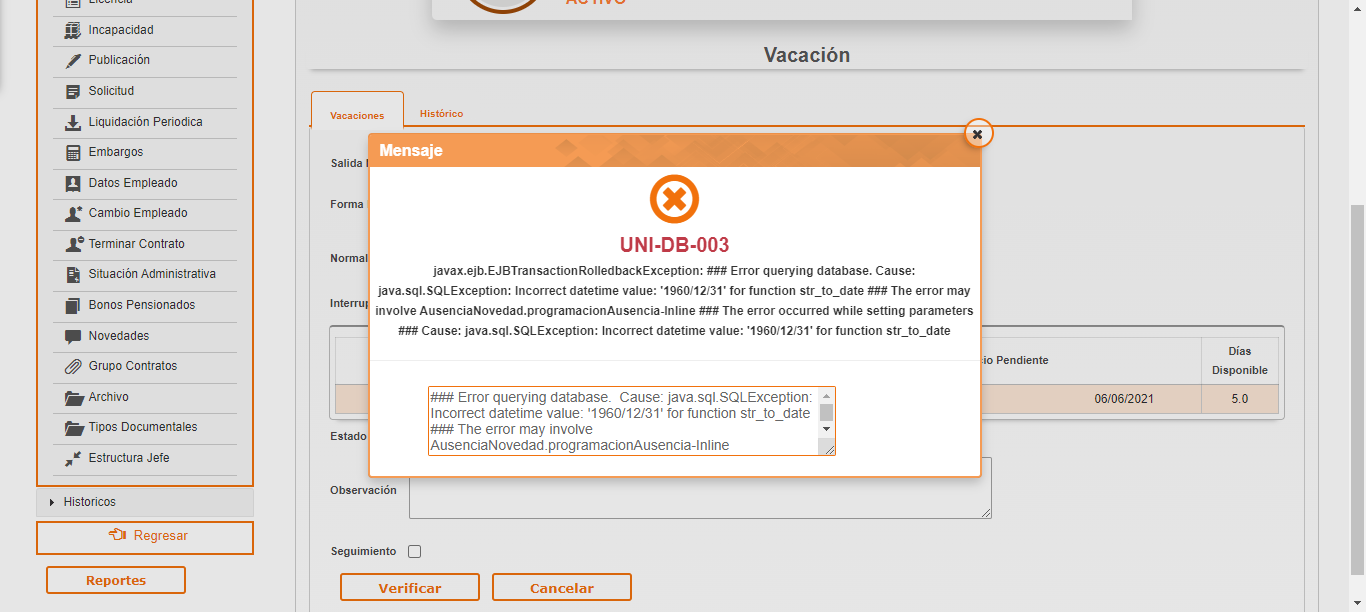 Licencia
Incapacidad
Publicación
Solicitud
Liquidación Periodica
Embargos
Datos Empleado
Cambio Empleado
Terminar Contrato
Situación Administrativa
Bonos Pensionados
Novedades
Grupo Contratos
Archivo
Tipos Documentales
Estructura Jefe
Historicos
Regresar
Reportes
ACTIVO
Vacación
Vacaciones
Histórico
Salida
Forma
Normal
Interrup
Mensaje
UNI-DB-003
javax.ejb.EJBTransactionRolledbackException: ### Error querying database. Cause:
java.sql.SQLException: Incorrect datetime value: '1960/12/31' for function str_to_date ### The error may
involve AusenciaNovedad.programacionAusencia-Inline ### The error occurred while setting parameters
### Cause: java.sql.SQLException: Incorrect datetime value: '1960/12/31' for function str_to_date
### Error querying database.  Cause: java.sql.SQLException:
Incorrect datetime value: '1960/12/31' for function str_to_date
### The error may involve
AusenciaNovedad.programacionAusencia-Inline
io Pendiente
Días
Disponible
06/06/2021
5.0
Estado
Observación
Seguimiento
Verificar
Cancelar